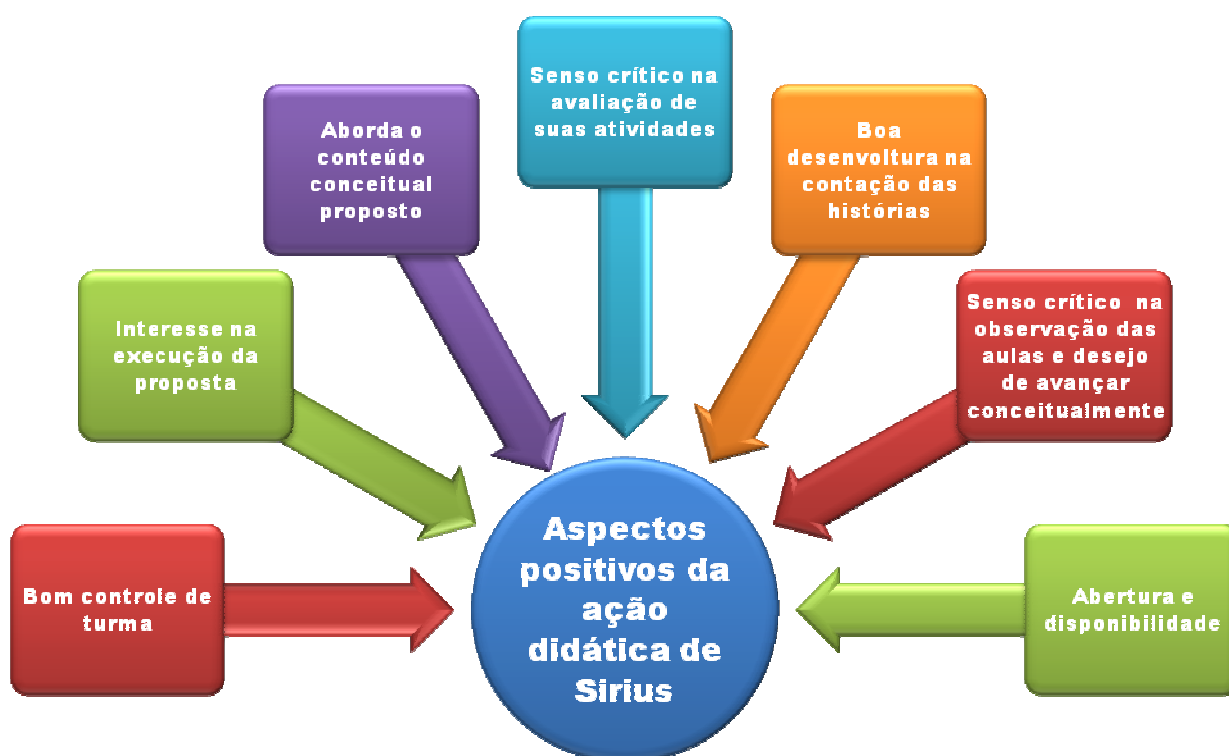 Senso crítico na
avaliação de
suas atividades
Aborda o
conteúdo
conceitual
proposto
Boa
desenvoltura na
contação das
histórias
Interesse na
execução da
proposta
Senso crítico na
observação das
aulas e desejo
de avançar
conceitualmente
Bom controle de
turma
Aspectos
positivos da
ação
didática de
Sirius
Abertura e
disponibilidade